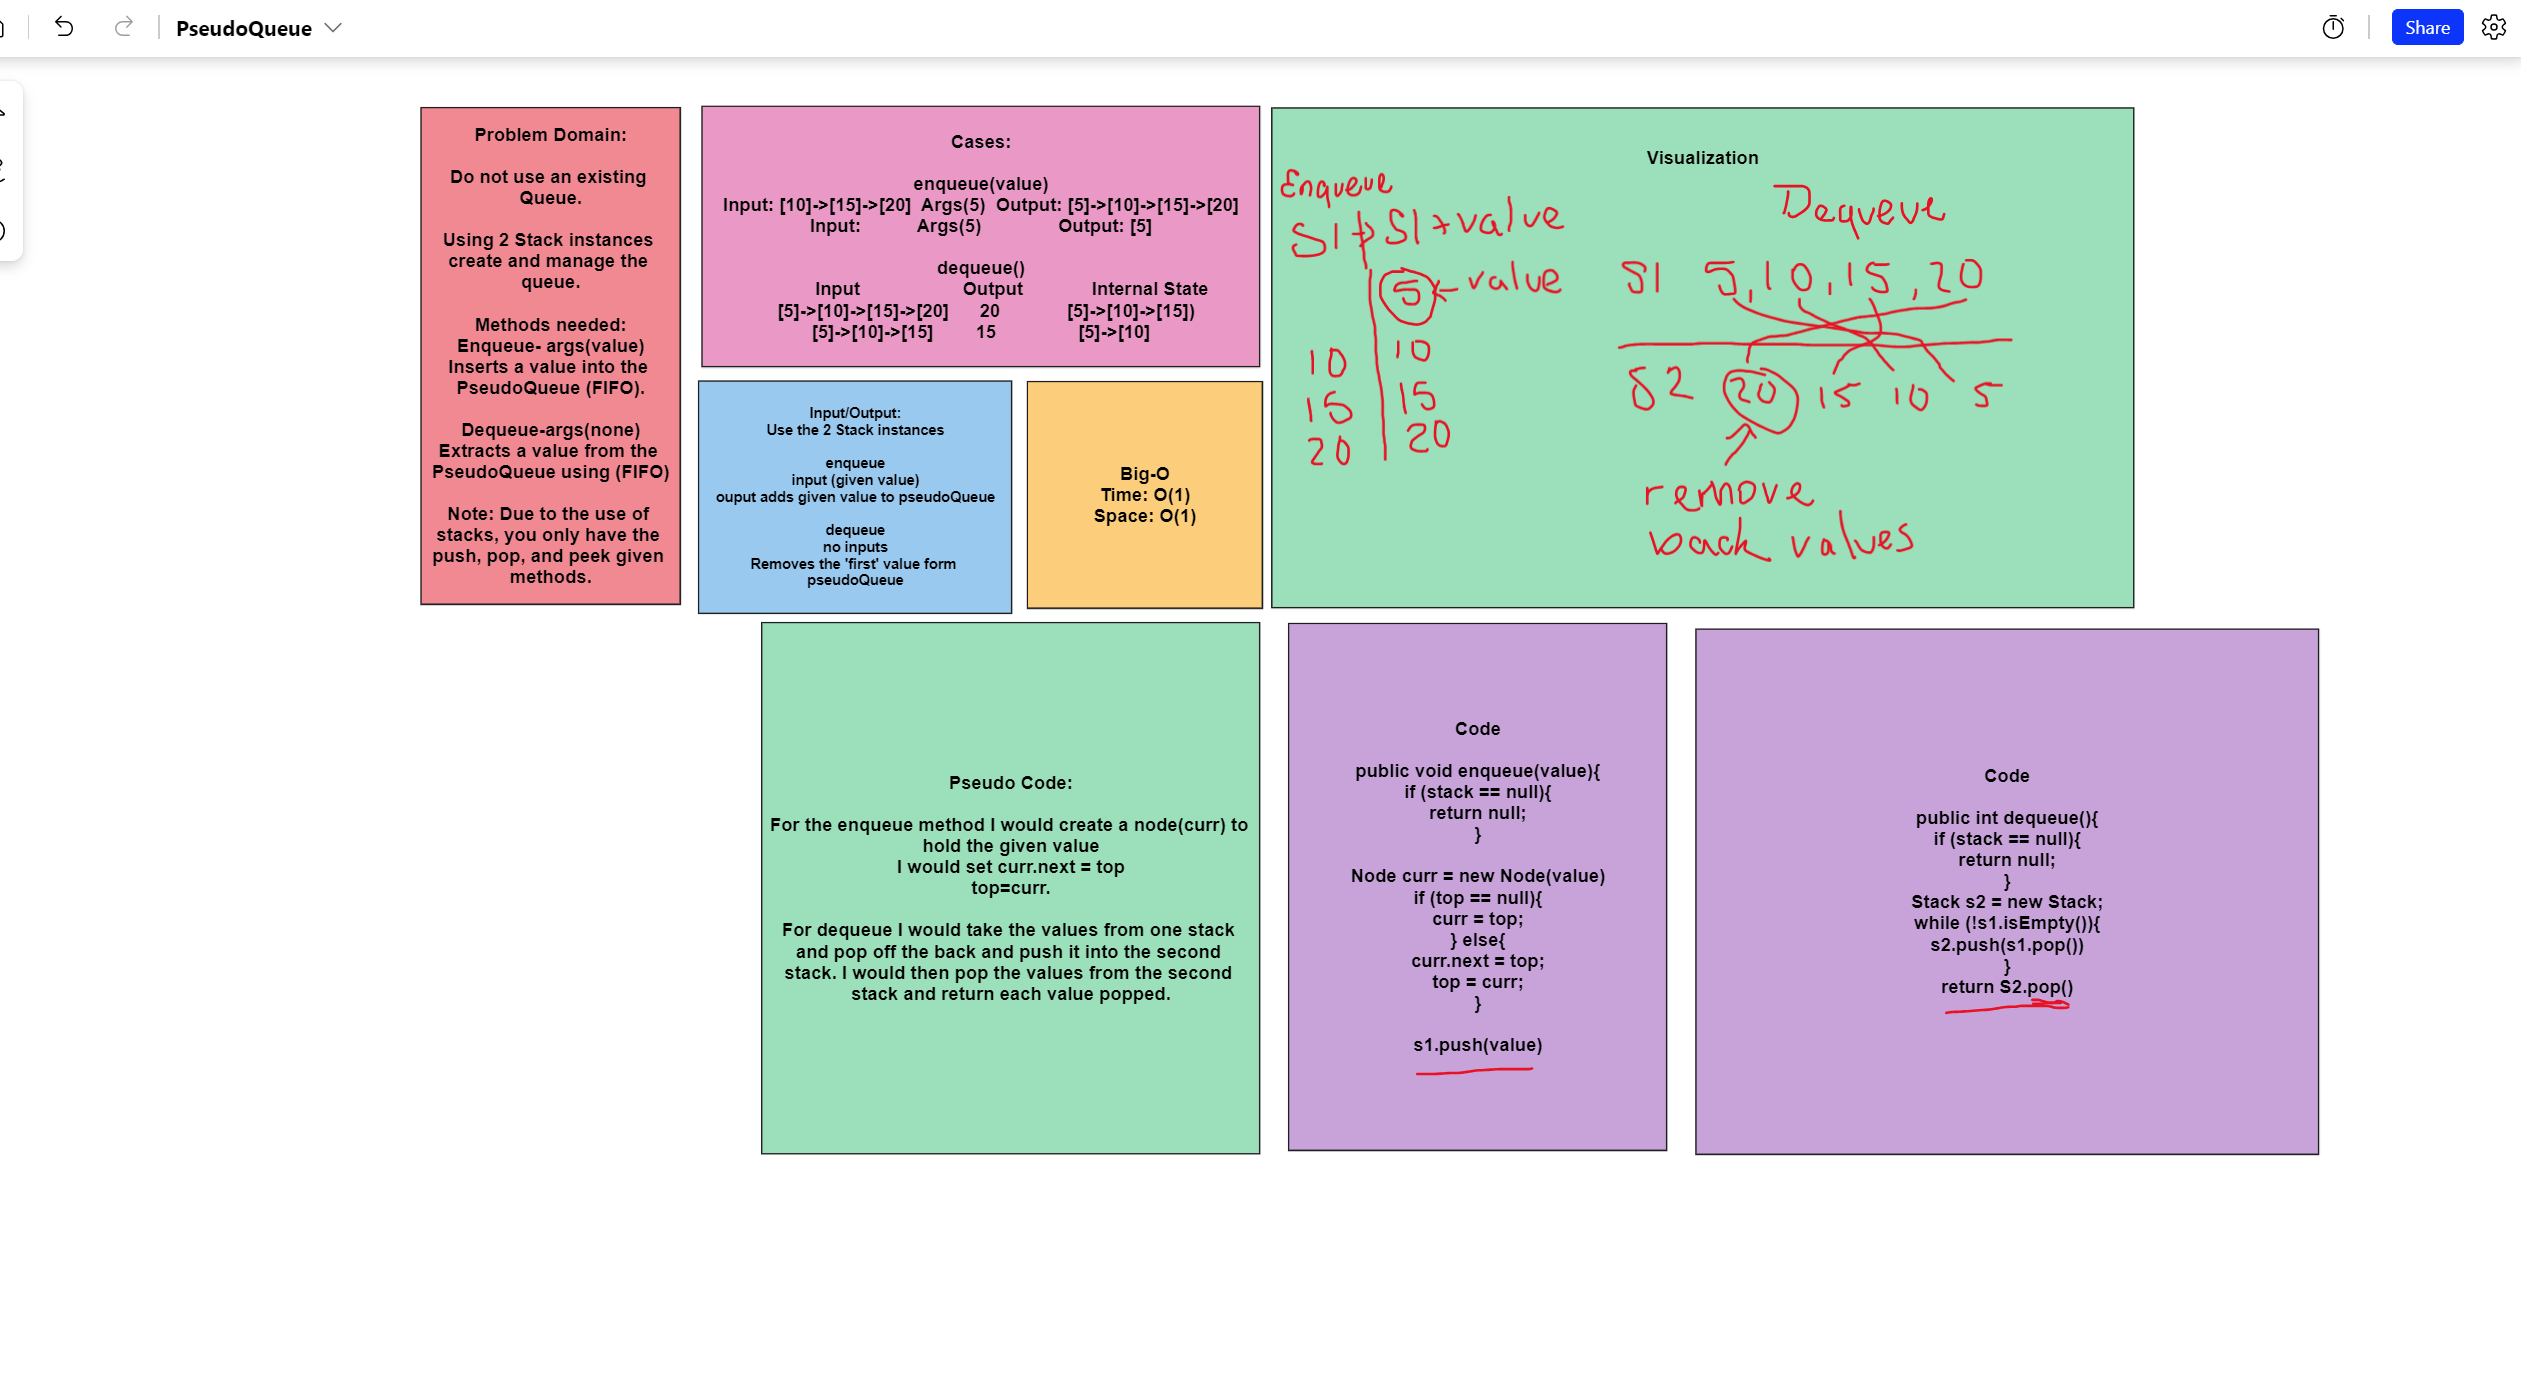 PseudoQueue
Share
Problem Domain:
Do not use an existing
Queue.
Using 2 Stack instances
create and manage the
queue.
Methods needed:
Enqueue- args(value)
Inserts a value into the
PseudoQueue (FIFO).
Dequeue-args(none)
Extracts a value from the
PseudoQueue using (FIFO)
Note: Due to the use of
stacks, you only have the
push, pop, and peek given
methods.
Cases:
enqueue(value)
Input: [10]->[15]->[20] Args(5) Output: [5]->[10]->[15]->[20]
Input: Args(5) Output: [5]
dequeue()
Input Output Internal State
[5]->[10]->[15]->[20] 20 [5]->[10]->[15])
[5]->[10]->[15] 15 [5]->[10]
Input/Output:
Use the 2 Stack instances
enqueue
input (given value)
ouput adds given value to pseudoQueue
dequeue
no inputs
Removes the 'first' value form
pseudoQueue
Big-O
Time: O(1)
Space: O(1)
Visualization
Enqueue
S1 → S1 + value
5 ← value
10 10
15 15
20 20
Dequeue
S1 5, 10, 15, 20
S2 20 15 10 5
remove
back values
Pseudo Code:
For the enqueue method I would create a node(curr) to
hold the given value
I would set curr.next = top
top=curr.
For dequeue I would take the values from one stack
and pop off the back and push it into the second
stack. I would then pop the values from the second
stack and return each value popped.
Code
public void enqueue(value){
if (stack == null){
return null;
}
Node curr = new Node(value)
if (top == null){
curr = top;
} else{
curr.next = top;
top = curr;
}
s1.push(value)
Code
public int dequeue(){
if (stack == null){
return null;
}
Stack s2 = new Stack;
while (!s1.isEmpty()){
s2.push(s1.pop())
}
return S2.pop()